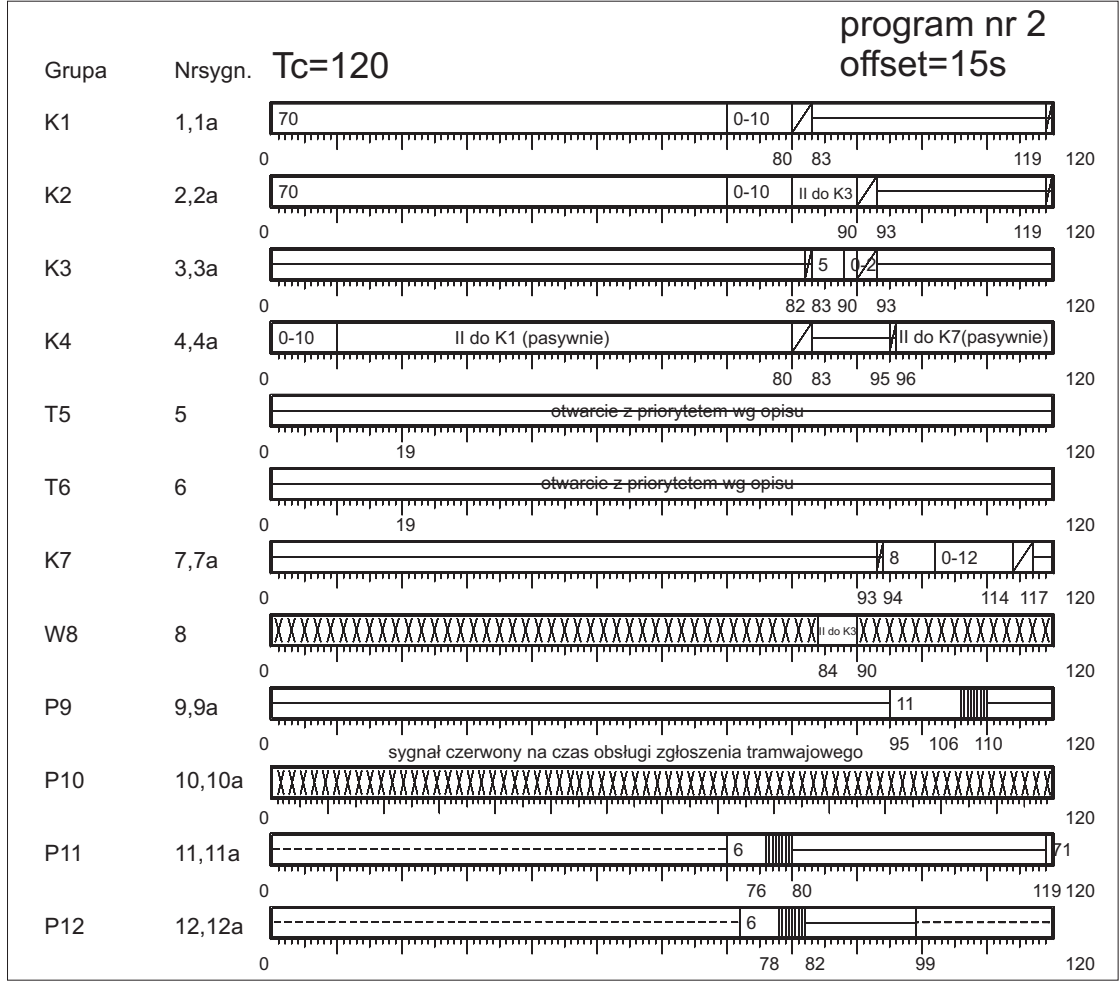 program nr 2
Grupa Nrsygn. Tc=120 offset=15s
K1 1,1a 70 0-10
0 80 83 119 120
K2 2,2a 70 0-10 II do K3
0 90 93 119 120
K3 3,3a 5 0-2
0 82 83 90 93 120
K4 4,4a 0-10 II do K1 (pasywnie) II do K7(pasywnie)
0 80 83 95 96 120
T5 5 otwarcie z priorytetem wg opisu
0 19 120
T6 6 otwarcie z priorytetem wg opisu
0 19 120
K7 7,7a 8 0-12
0 93 94 114 117 120
W8 8 II do K3
0 84 90 120
P9 9,9a 11
0 95 106 110 120
sygnał czerwony na czas obsługi zgłoszenia tramwajowego
P10 10,10a
0 120
P11 11,11a 6 71
0 76 80 119 120
P12 12,12a 6
0 78 82 99 120